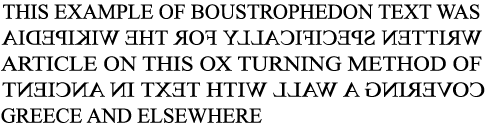 THIS EXAMPLE OF BOUSTROPHEDON TEXT WAS
WRITTEN SPECIFICALLY FOR THE WIKIPEDIA
ARTICLE ON THIS OX TURNING METHOD OF
COVERING A WALL WITH TEXT IN ANCIENT
GREECE AND ELSEWHERE